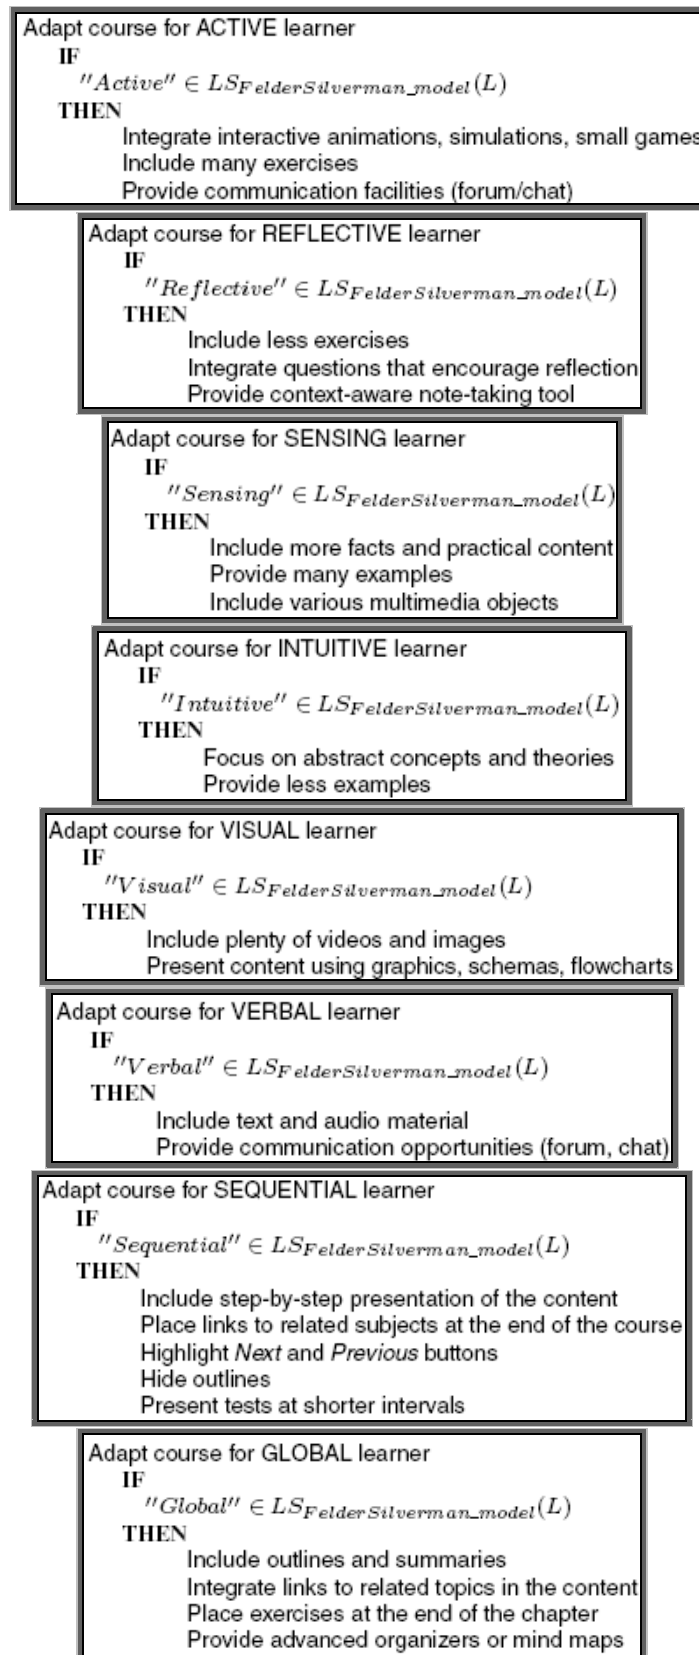 Adapt course for ACTIVE learner
IF
"Active" ∈ LS_FelderSilverman_model(L)
THEN
Integrate interactive animations, simulations, small games
Include many exercises
Provide communication facilities (forum/chat)
Adapt course for REFLECTIVE learner
IF
"Reflective" ∈ LS_FelderSilverman_model(L)
THEN
Include less exercises
Integrate questions that encourage reflection
Provide context-aware note-taking tool
Adapt course for SENSING learner
IF
"Sensing" ∈ LS_FelderSilverman_model(L)
THEN
Include more facts and practical content
Provide many examples
Include various multimedia objects
Adapt course for INTUITIVE learner
IF
"Intuitive" ∈ LS_FelderSilverman_model(L)
THEN
Focus on abstract concepts and theories
Provide less examples
Adapt course for VISUAL learner
IF
"Visual" ∈ LS_FelderSilverman_model(L)
THEN
Include plenty of videos and images
Present content using graphics, schemas, flowcharts
Adapt course for VERBAL learner
IF
"Verbal" ∈ LS_FelderSilverman_model(L)
THEN
Include text and audio material
Provide communication opportunities (forum, chat)
Adapt course for SEQUENTIAL learner
IF
"Sequential" ∈ LS_FelderSilverman_model(L)
THEN
Include step-by-step presentation of the content
Place links to related subjects at the end of the course
Highlight Next and Previous buttons
Hide outlines
Present tests at shorter intervals
Adapt course for GLOBAL learner
IF
"Global" ∈ LS_FelderSilverman_model(L)
THEN
Include outlines and summaries
Integrate links to related topics in the content
Place exercises at the end of the chapter
Provide advanced organizers or mind maps